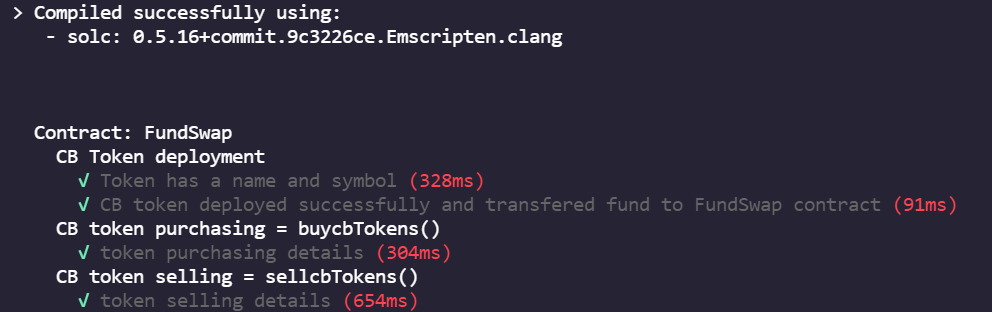 > Compiled successfully using:
- solc: 0.5.16+commit.9c3226ce.Emscripten.clang
Contract: FundSwap
CB Token deployment
√ Token has a name and symbol (328ms)
√ CB token deployed successfully and transfered fund to FundSwap contract (91ms)
CB token purchasing = buycbTokens()
√ token purchasing details (304ms)
CB token selling = sellcbTokens()
√ token selling details (654ms)